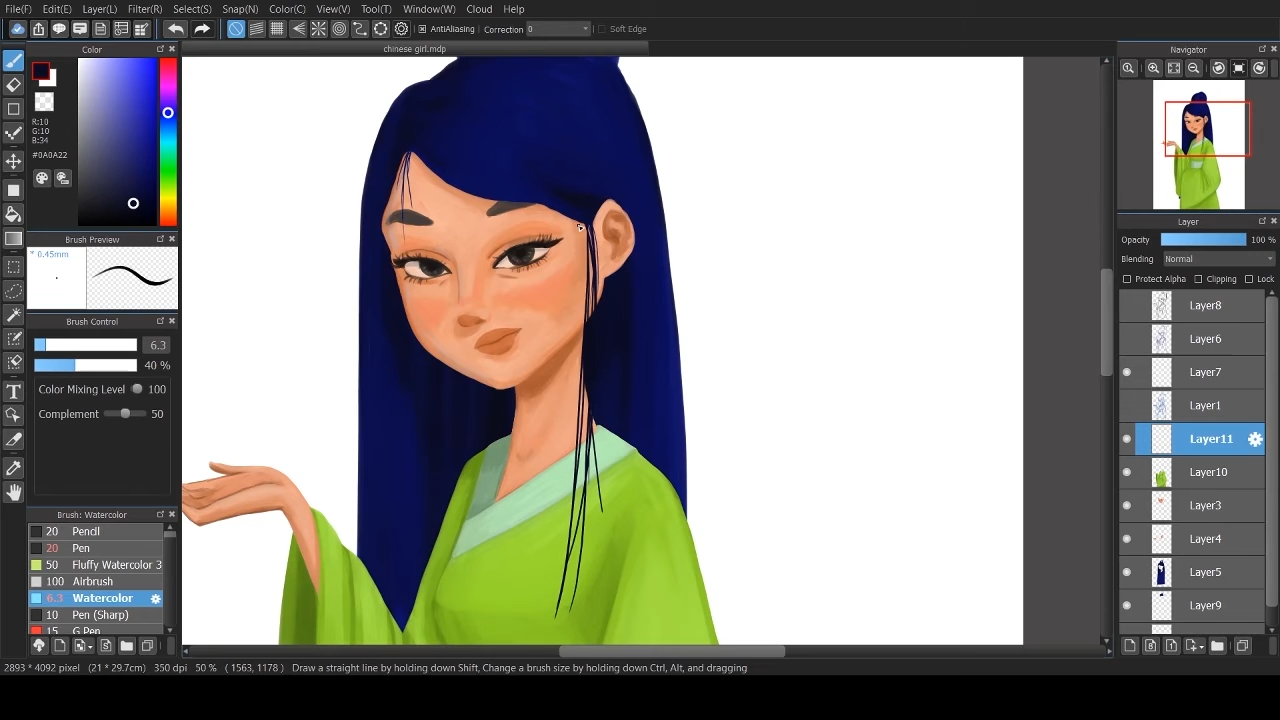 File(F) Edit(E) Layer(L) Filter(R) Select(S) Snap(N) Color(C) View(V) Tool(T) Window(W) Cloud Help
AntiAliasing Correction 0 Soft Edge
Color
chinese girl.mdp
Navigator
R:10
G:10
B:34
#0A0A22
Layer
Opacity 100 %
Brush Preview
* 0.45mm
Blending Normal
Protect Alpha Clipping Lock
Brush Control
6.3
40 %
Color Mixing Level 100
Complement 50
Layer8
Layer6
Layer7
Layer1
Layer11
Layer10
Layer3
Layer4
Layer5
Layer9
Brush: Watercolor
20 Pencil
20 Pen
50 Fluffy Watercolor 3
100 Airbrush
6.3 Watercolor
10 Pen (Sharp)
15 G Pen
2893 * 4092 pixel (21 * 29.7cm) 350 dpi 50 % ( 1563, 1178 ) Draw a straight line by holding down Shift, Change a brush size by holding down Ctrl, Alt, and dragging